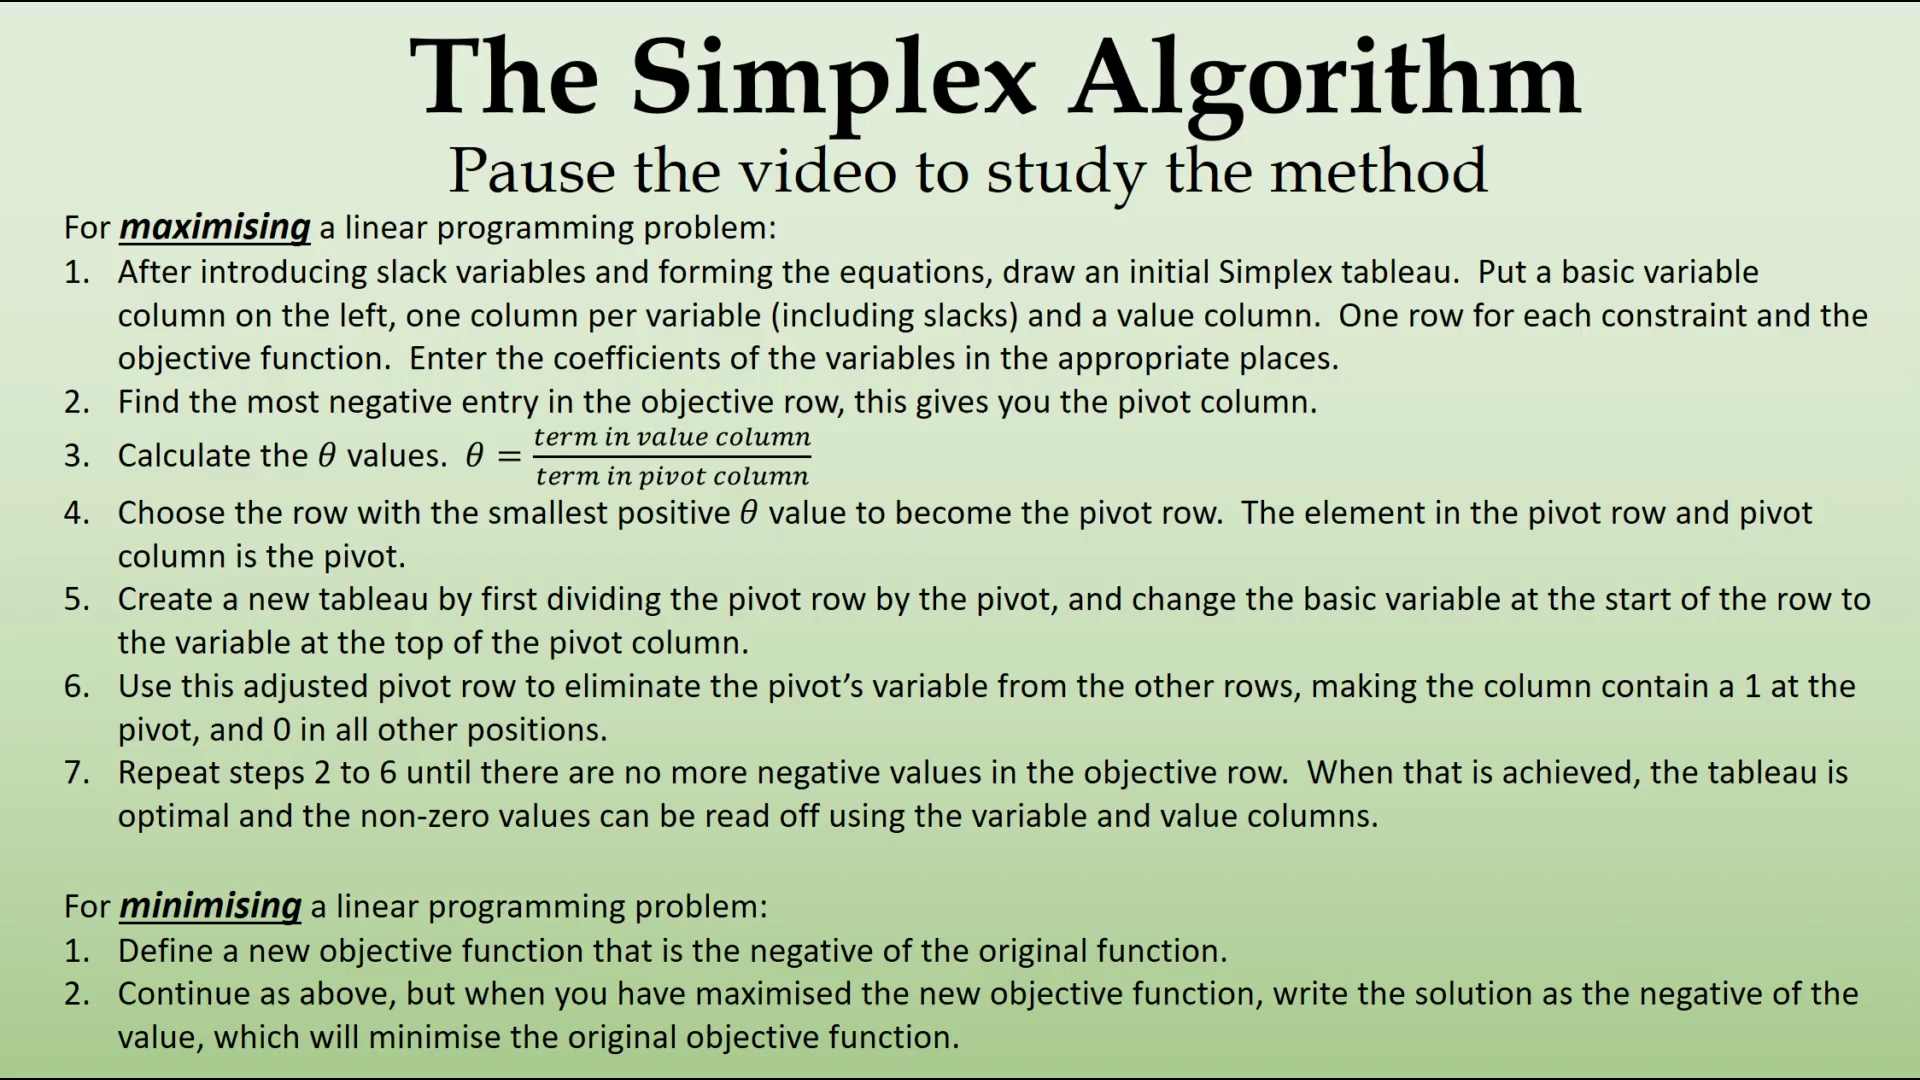 The Simplex Algorithm
Pause the video to study the method
For maximising a linear programming problem:
1. After introducing slack variables and forming the equations, draw an initial Simplex tableau. Put a basic variable
column on the left, one column per variable (including slacks) and a value column. One row for each constraint and the
objective function. Enter the coefficients of the variables in the appropriate places.
2. Find the most negative entry in the objective row, this gives you the pivot column.
3. Calculate the θ values. θ = term in value column / term in pivot column
4. Choose the row with the smallest positive θ value to become the pivot row. The element in the pivot row and pivot
column is the pivot.
5. Create a new tableau by first dividing the pivot row by the pivot, and change the basic variable at the start of the row to
the variable at the top of the pivot column.
6. Use this adjusted pivot row to eliminate the pivot’s variable from the other rows, making the column contain a 1 at the
pivot, and 0 in all other positions.
7. Repeat steps 2 to 6 until there are no more negative values in the objective row. When that is achieved, the tableau is
optimal and the non-zero values can be read off using the variable and value columns.
For minimising a linear programming problem:
1. Define a new objective function that is the negative of the original function.
2. Continue as above, but when you have maximised the new objective function, write the solution as the negative of the
value, which will minimise the original objective function.